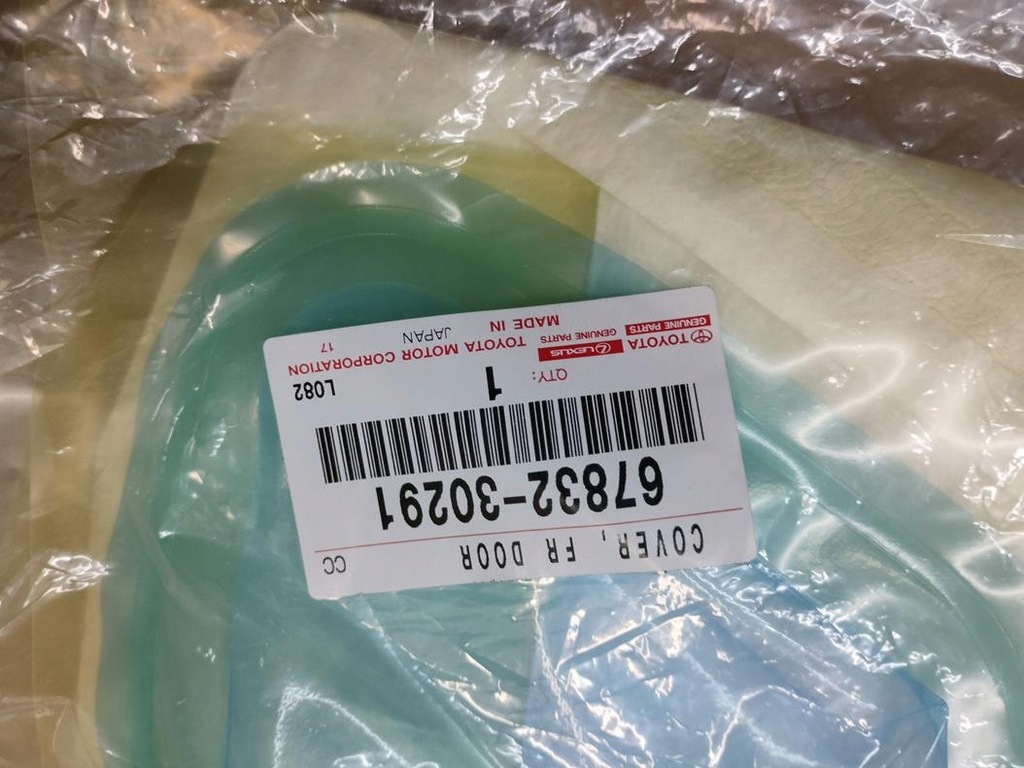 COVER, FR DOOR CC
67832-30291
QTY: 1 L082
TOYOTA GENUINE PARTS LEXUS GENUINE PARTS TOYOTA MOTOR CORPORATION 17
MADE IN JAPAN